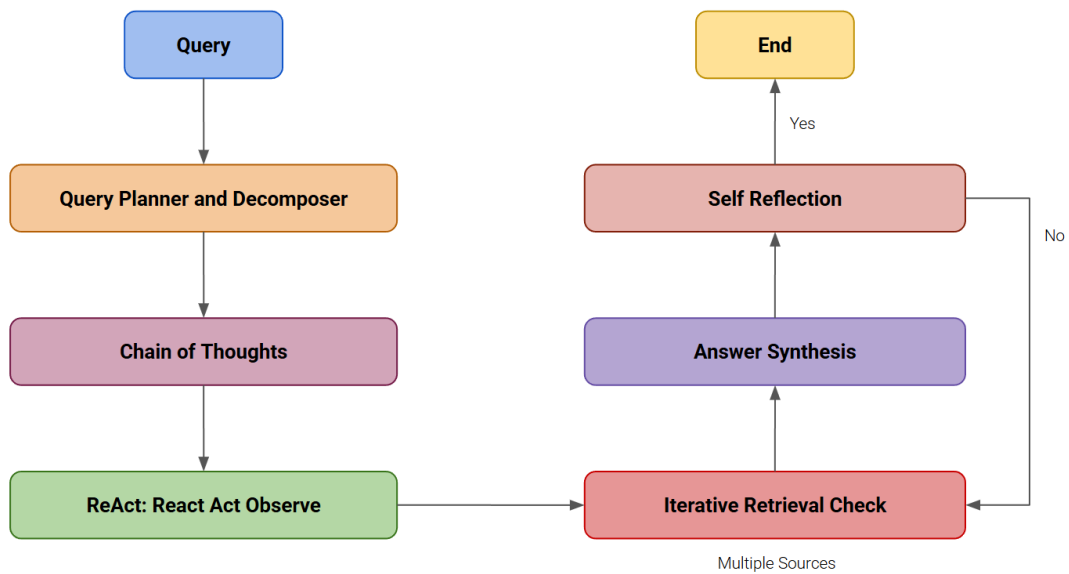 Query
End
Yes
Query Planner and Decomposer
Self Reflection
No
Chain of Thoughts
Answer Synthesis
ReAct: React Act Observe
Iterative Retrieval Check
Multiple Sources